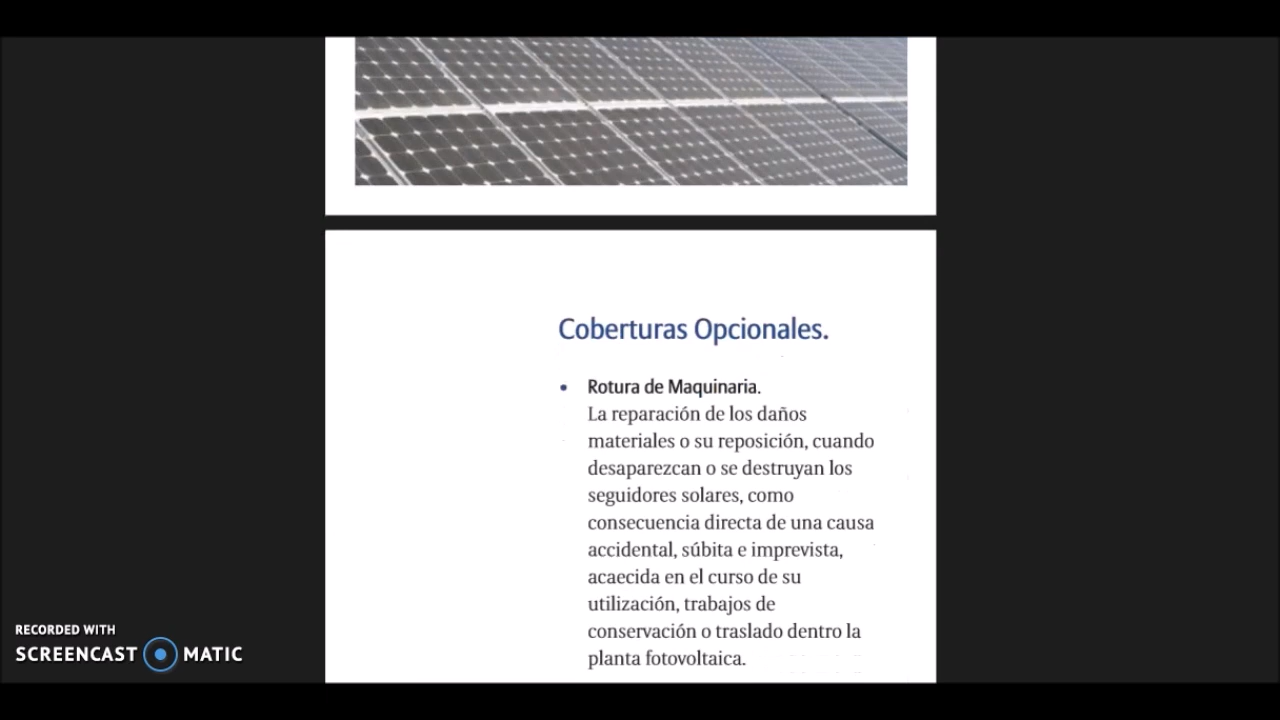 Coberturas Opcionales.
• Rotura de Maquinaria.
La reparación de los daños
materiales o su reposición, cuando
desaparezcan o se destruyan los
seguidores solares, como
consecuencia directa de una causa
accidental, súbita e imprevista,
acaecida en el curso de su
utilización, trabajos de
conservación o traslado dentro la
planta fotovoltaica.
RECORDED WITH
SCREENCAST MATIC